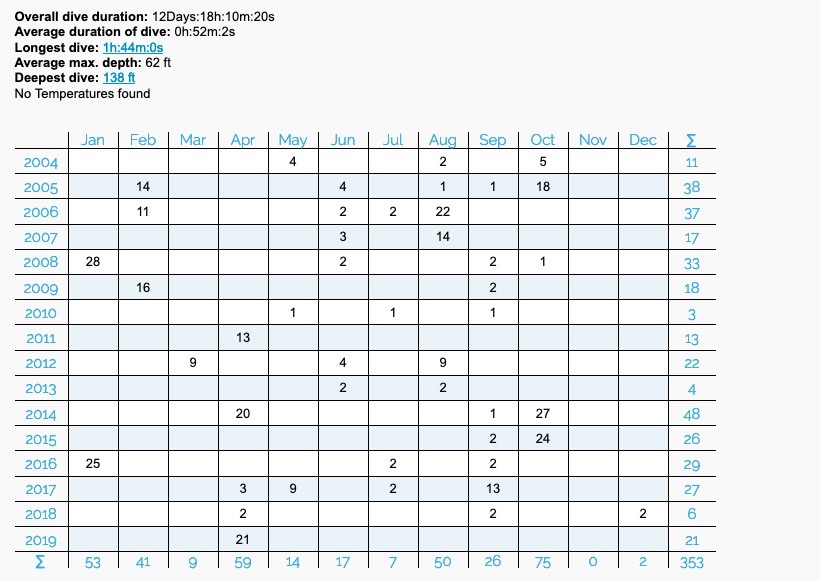 Overall dive duration: 12Days:18h:10m:20s
Average duration of dive: 0h:52m:2s
Longest dive: 1h:44m:0s
Average max. depth: 62 ft
Deepest dive: 138 ft
No Temperatures found
Jan Feb Mar Apr May Jun Jul Aug Sep Oct Nov Dec Σ
2004 4 2 5 11
2005 14 4 1 1 18 38
2006 11 2 2 22 37
2007 3 14 17
2008 28 2 2 1 33
2009 16 2 18
2010 1 1 1 3
2011 13 13
2012 9 4 9 22
2013 2 2 4
2014 20 1 27 48
2015 2 24 26
2016 25 2 2 29
2017 3 9 2 13 27
2018 2 2 2 6
2019 21 21
Σ 53 41 9 59 14 17 7 50 26 75 0 2 353